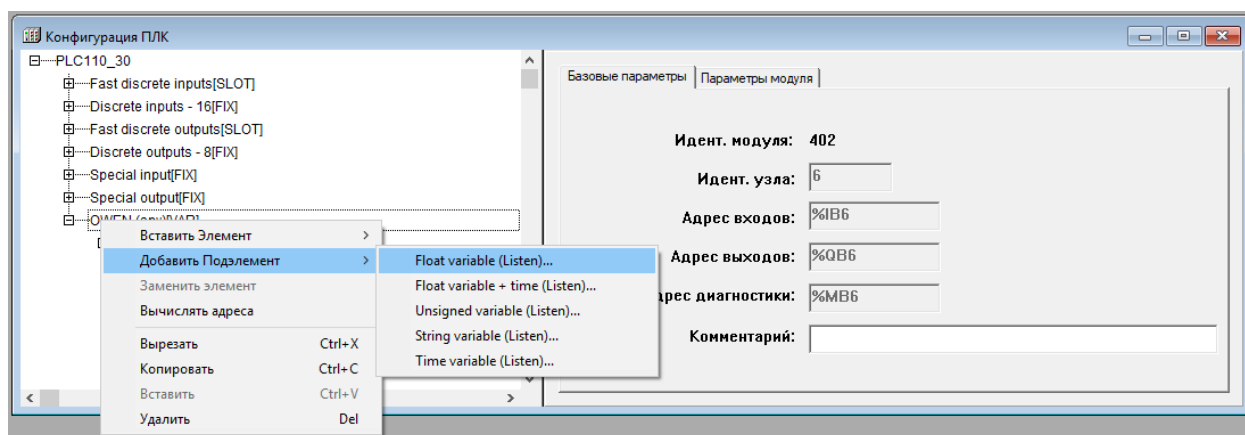 Конфигурация ПЛК
PLC110_30
Fast discrete inputs[SLOT]
Discrete inputs - 16[FIX]
Fast discrete outputs[SLOT]
Discrete outputs - 8[FIX]
Special input[FIX]
Special output[FIX]
Вставить Элемент
Добавить Подэлемент
Заменить элемент
Вычислять адреса
Вырезать Ctrl+X
Копировать Ctrl+C
Вставить Ctrl+V
Удалить Del
Float variable (Listen)...
Float variable + time (Listen)...
Unsigned variable (Listen)...
String variable (Listen)...
Time variable (Listen)...
Базовые параметры Параметры модуля
Идент. модуля: 402
Идент. узла: 6
Адрес входов: %IB6
Адрес выходов: %QB6
диагностики: %MB6
Комментарий: